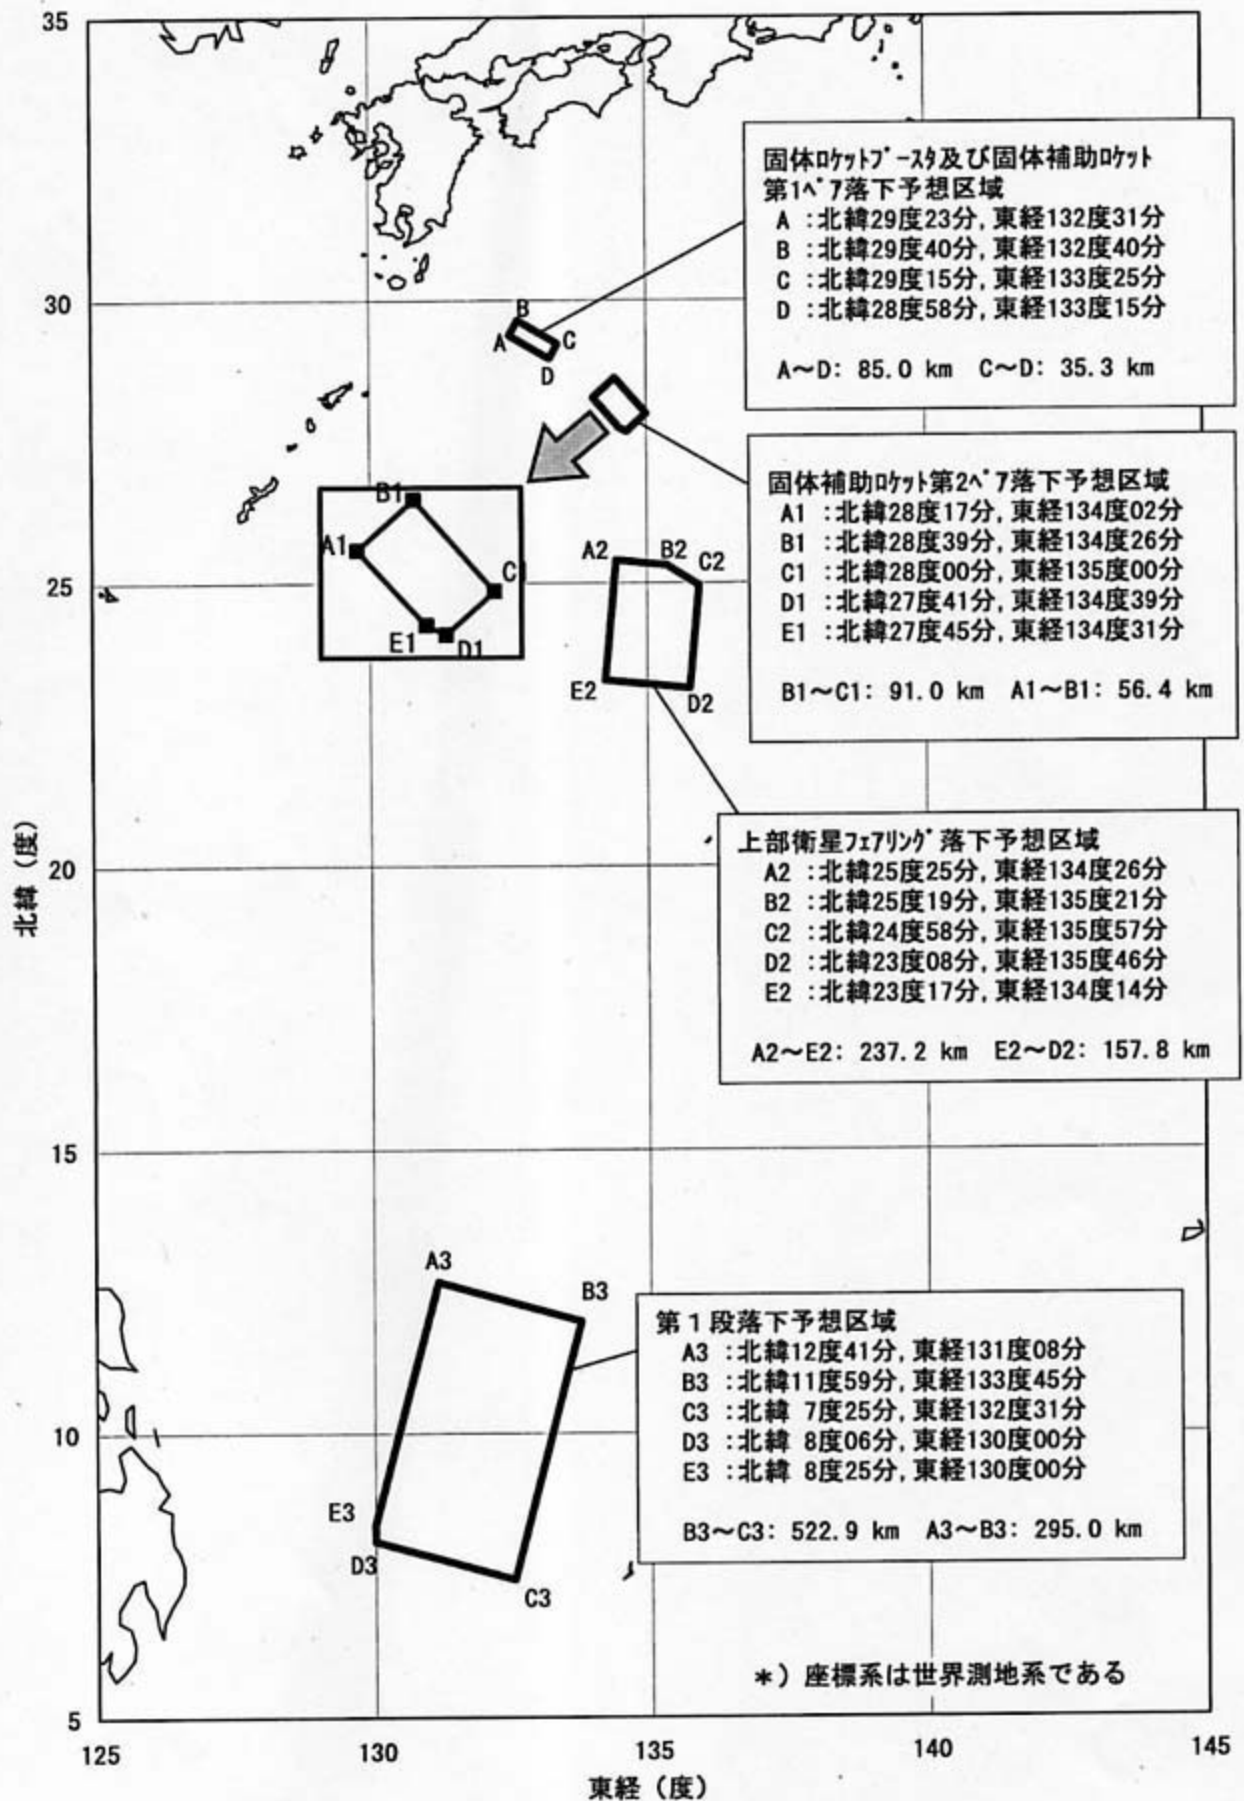 35
固体ロケットブースタ及び固体補助ロケット
第1ペア落下予想区域
A :北緯29度23分,東経132度31分
B :北緯29度40分,東経132度40分
C :北緯29度15分,東経133度25分
D :北緯28度58分,東経133度15分
A~D: 85.0 km C~D: 35.3 km
30
B
A
C
D
固体補助ロケット第2ペア落下予想区域
A1 :北緯28度17分,東経134度02分
B1 :北緯28度39分,東経134度26分
C1 :北緯28度00分,東経135度00分
D1 :北緯27度41分,東経134度39分
E1 :北緯27度45分,東経134度31分
B1~C1: 91.0 km A1~B1: 56.4 km
B1
A1
C1
E1
D1
25
A2
B2
C2
E2
D2
上部衛星フェアリング落下予想区域
A2 :北緯25度25分,東経134度26分
B2 :北緯25度19分,東経135度21分
C2 :北緯24度58分,東経135度57分
D2 :北緯23度08分,東経135度46分
E2 :北緯23度17分,東経134度14分
A2~E2: 237.2 km E2~D2: 157.8 km
北緯(度)
20
15
A3
B3
第1段落下予想区域
A3 :北緯12度41分,東経131度08分
B3 :北緯11度59分,東経133度45分
C3 :北緯 7度25分,東経132度31分
D3 :北緯 8度06分,東経130度00分
E3 :北緯 8度25分,東経130度00分
B3~C3: 522.9 km A3~B3: 295.0 km
10
E3
D3
C3
*)座標系は世界測地系である
5
125
130
135
140
145
東経(度)